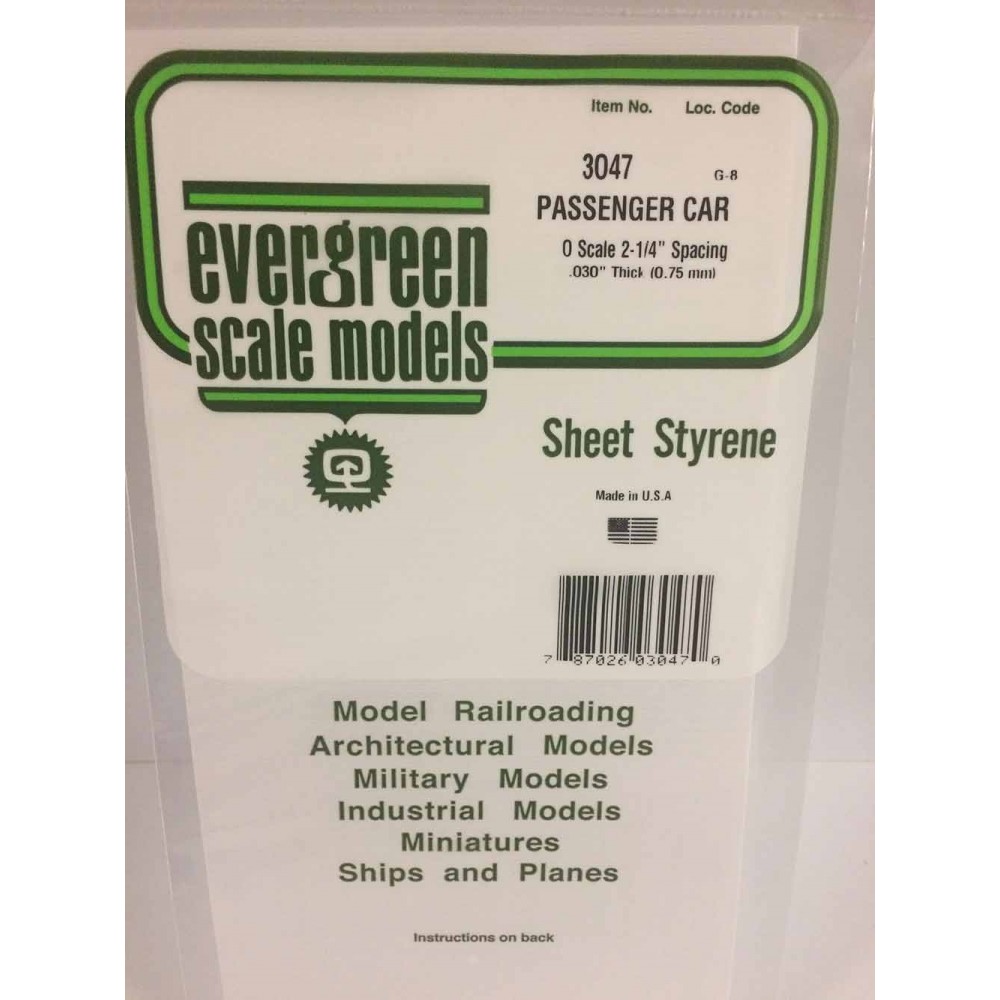 Item No. Loc. Code
3047 G-8
PASSENGER CAR
O Scale 2-1/4" Spacing
.030" Thick (0.75 mm)
evergreen
scale models
Sheet Styrene
Made in U.S.A
7 87026 03047 0
Model Railroading
Architectural Models
Military Models
Industrial Models
Miniatures
Ships and Planes
Instructions on back